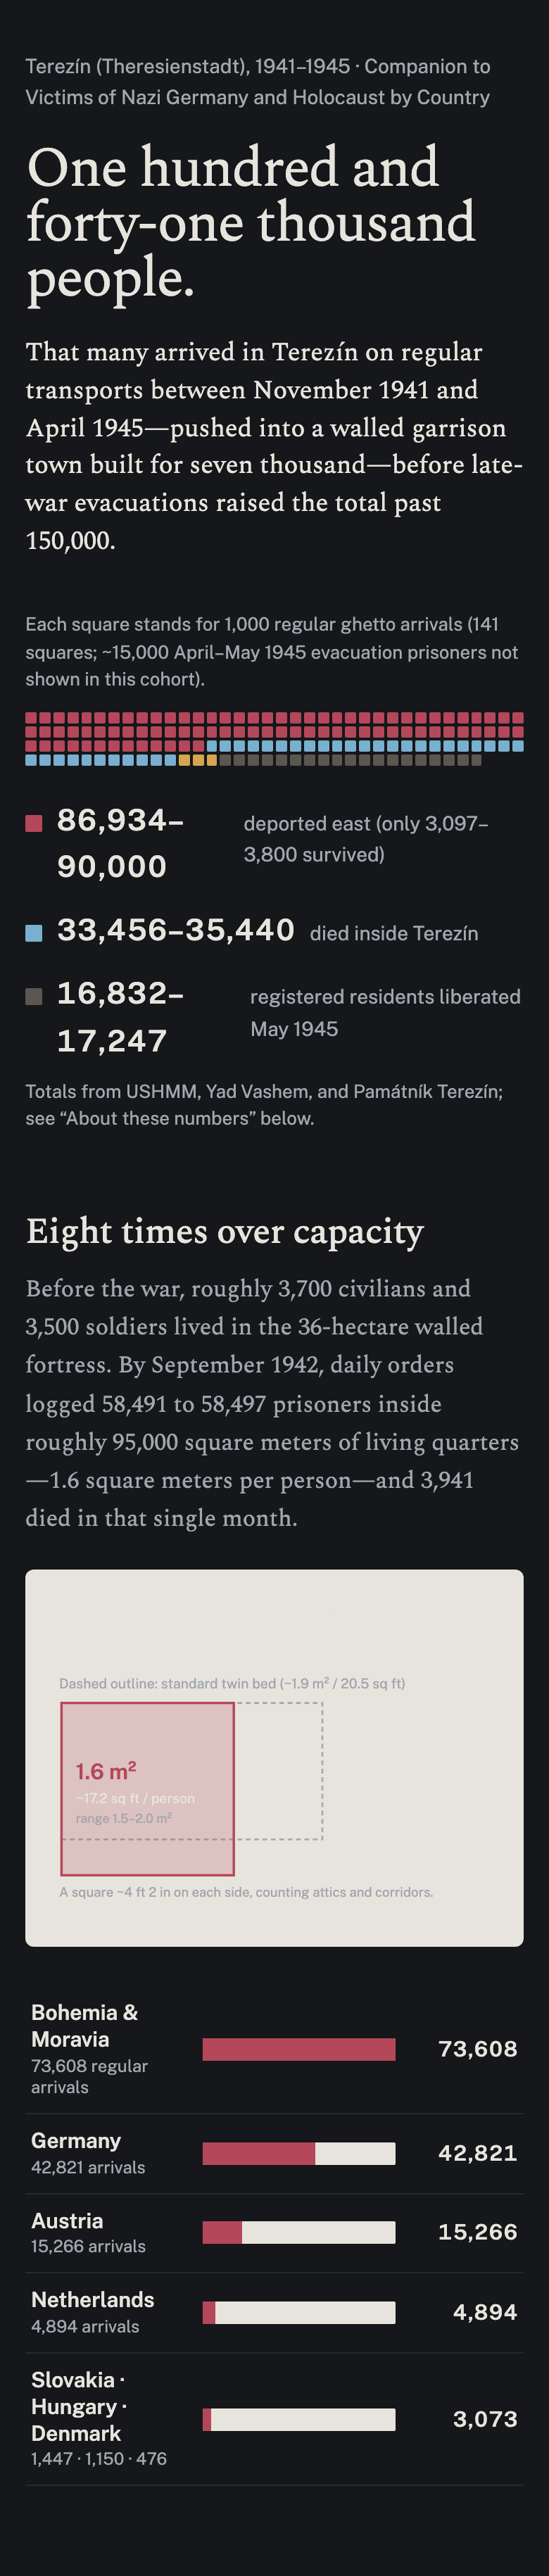 Terezín (Theresienstadt), 1941–1945 · Companion to
Victims of Nazi Germany and Holocaust by Country
One hundred and
forty-one thousand
people.
That many arrived in Terezín on regular
transports between November 1941 and
April 1945—pushed into a walled garrison
town built for seven thousand—before late-
war evacuations raised the total past
150,000.
Each square stands for 1,000 regular ghetto arrivals (141
squares; ~15,000 April–May 1945 evacuation prisoners not
shown in this cohort).
86,934–
90,000
deported east (only 3,097–
3,800 survived)
33,456–35,440 died inside Terezín
16,832–
17,247
registered residents liberated
May 1945
Totals from USHMM, Yad Vashem, and Památník Terezín;
see “About these numbers” below.
Eight times over capacity
Before the war, roughly 3,700 civilians and
3,500 soldiers lived in the 36-hectare walled
fortress. By September 1942, daily orders
logged 58,491 to 58,497 prisoners inside
roughly 95,000 square meters of living quarters
—1.6 square meters per person—and 3,941
died in that single month.
Dashed outline: standard twin bed (~1.9 m² / 20.5 sq ft)
1.6 m²
~17.2 sq ft / person
range 1.5–2.0 m²
A square ~4 ft 2 in on each side, counting attics and corridors.
Bohemia &
Moravia
73,608 regular
arrivals
73,608
Germany
42,821 arrivals
42,821
Austria
15,266 arrivals
15,266
Netherlands
4,894 arrivals
4,894
Slovakia ·
Hungary ·
Denmark
1,447 · 1,150 · 476
3,073